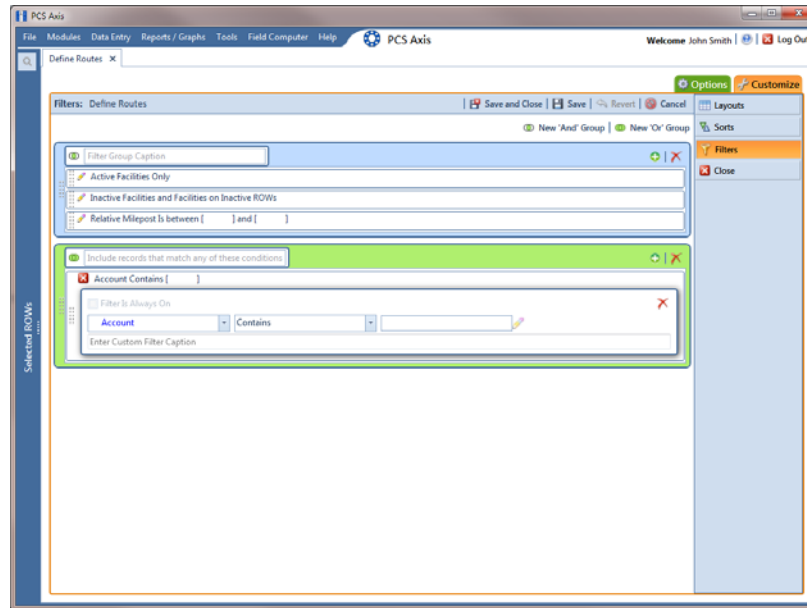 PCS Axis
File Modules Data Entry Reports / Graphs Tools Field Computer Help PCS Axis Welcome John Smith | Log Out
Define Routes X
Options Customize
Filters: Define Routes | Save and Close | Save | Revert | Cancel
Layouts
New 'And' Group | New 'Or' Group
Sorts
Filter Group Caption
Filters
Active Facilities Only
Close
Inactive Facilities and Facilities on Inactive ROWs
Relative Milepost Is between [ ] and [ ]
Include records that match any of these conditions
Account Contains [ ]
Filter Is Always On
Account Contains
Enter Custom Filter Caption
Selected ROWs